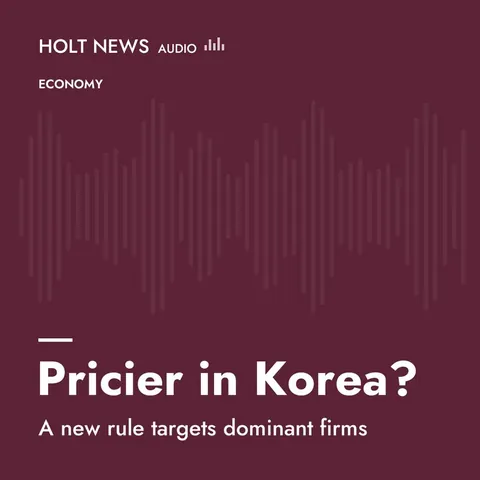 HOLT NEWS AUDIO
ECONOMY
Pricier in Korea?
A new rule targets dominant firms